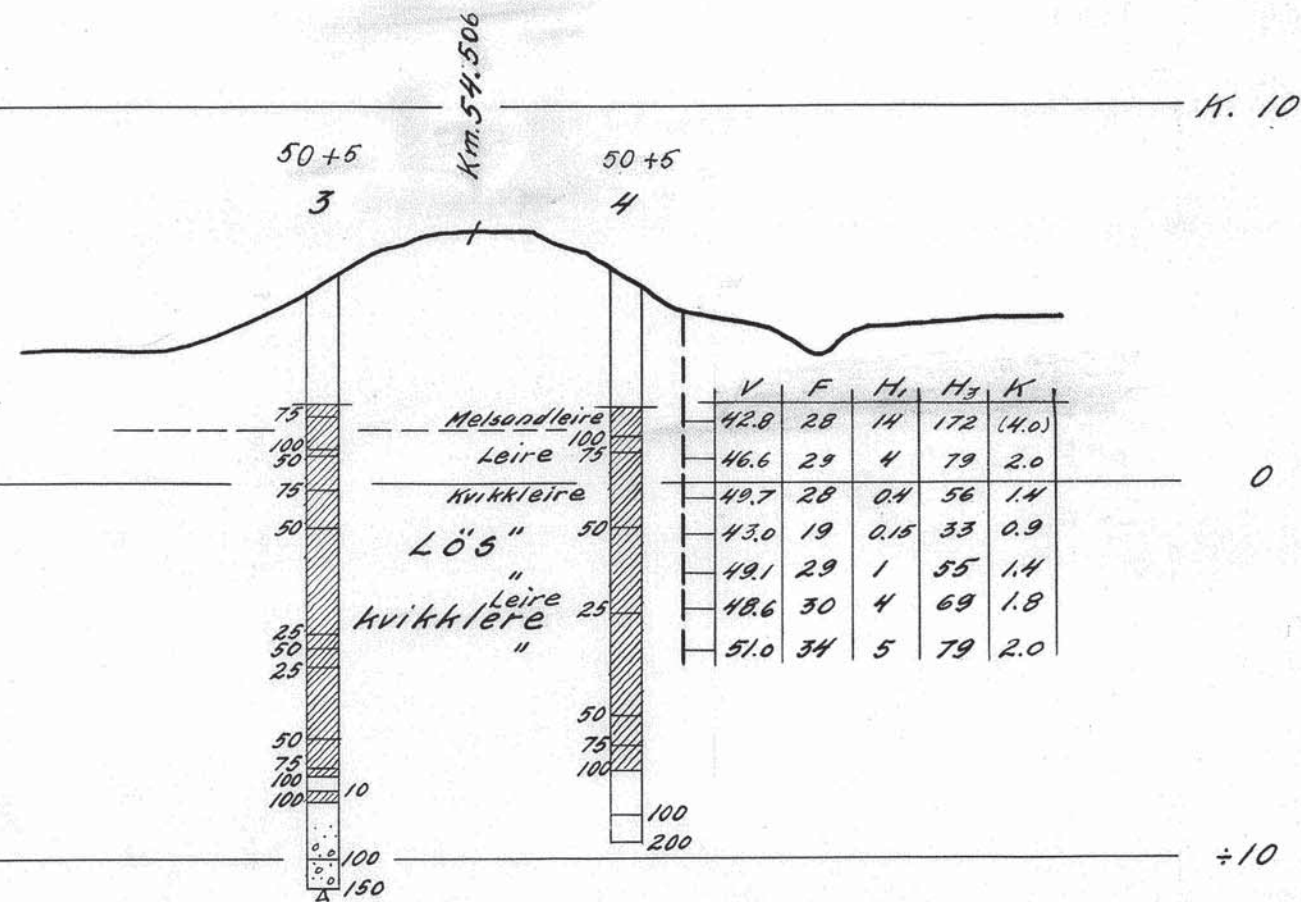 Km. 54.506
K. 10
50 + 5
3
50 + 5
4
V F H₁ H₃ K
42.8 28 14 172 (4.0)
46.6 29 4 79 2.0
49.7 28 0.4 56 1.4
43.0 19 0.15 33 0.9
49.1 29 1 55 1.4
48.6 30 4 69 1.8
51.0 34 5 79 2.0
0
÷10
Melsandleire
Leire
Kvikkleire
LÖS "
"
Leire
kvikklere
"
75
100
50
75
50
25
50
25
50
75
100
10
100
100
150
100
75
50
25
50
75
100
100
200